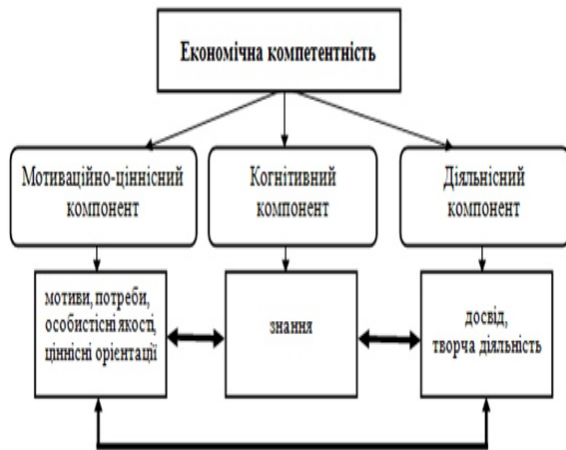 Економічна компетентність
Мотиваційно-ціннісний
компонент
Когнітивний
компонент
Діяльнісний
компонент
мотиви, потреби,
особистісні якості,
ціннісні орієнтації
знання
досвід,
творча діяльність